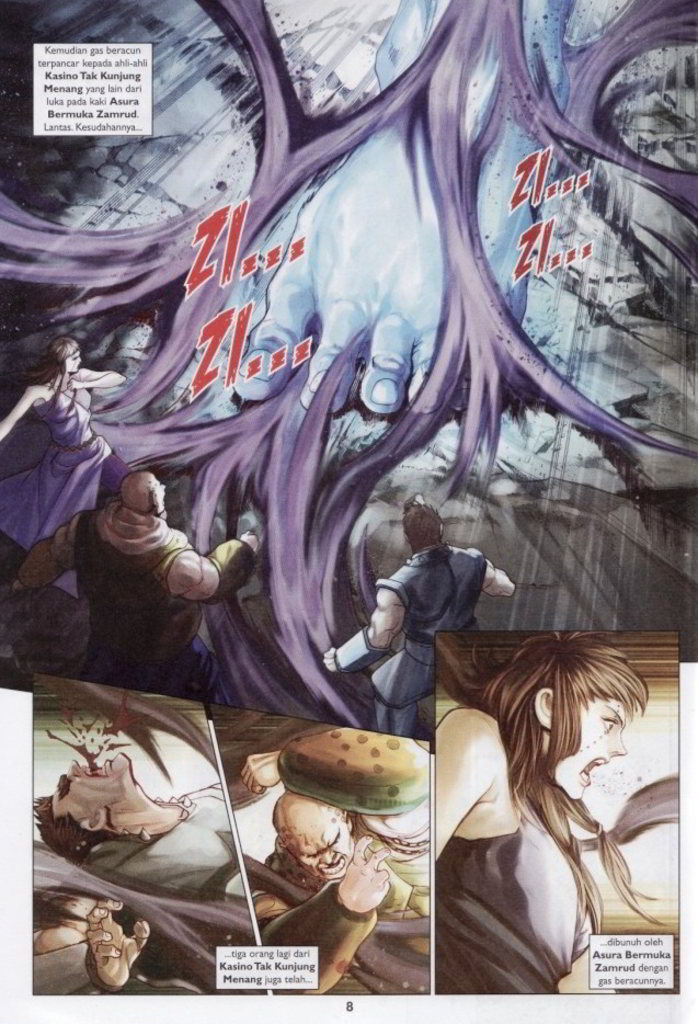 Kemudian gas beracun
terpancar kepada ahli-ahli
Kasino Tak Kunjung
Menang yang lain dari
luka pada kaki Asura
Bermuka Zamrud.
Lantas. Kesudahannya...
ZI...
ZI...
ZI...
ZI...
...tiga orang lagi dari
Kasino Tak Kunjung
Menang juga telah...
...dibunuh oleh
Asura Bermuka
Zamrud dengan
gas beracunnya.
8